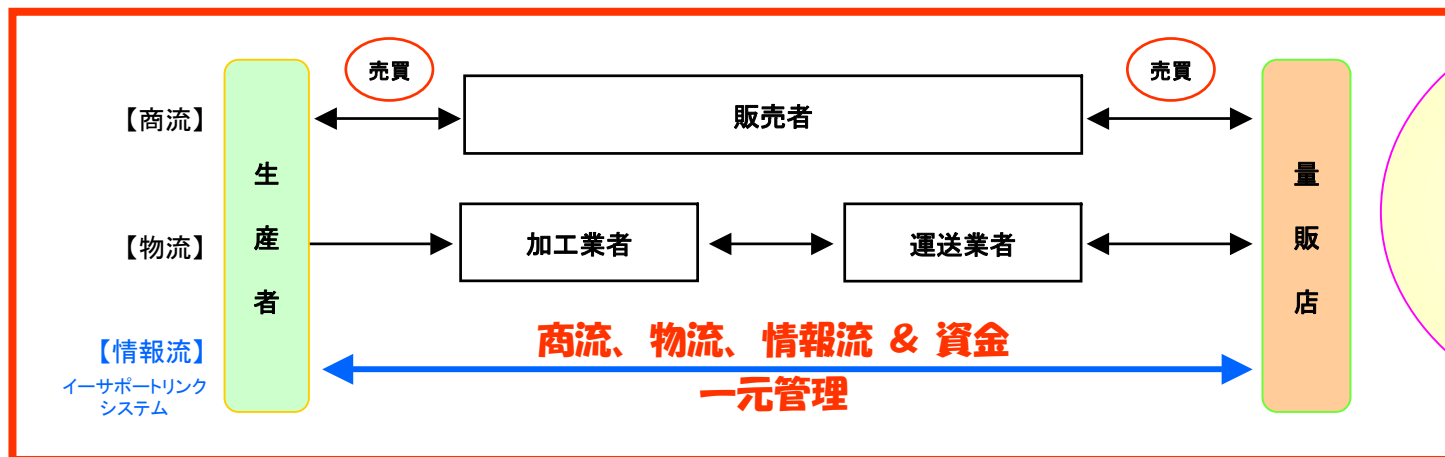 売買
売買
【商流】
販売者
生産者
量販店
【物流】
加工業者
運送業者
商流、物流、情報流 & 資金
一元管理
【情報流】
イーサポートリンク
システム